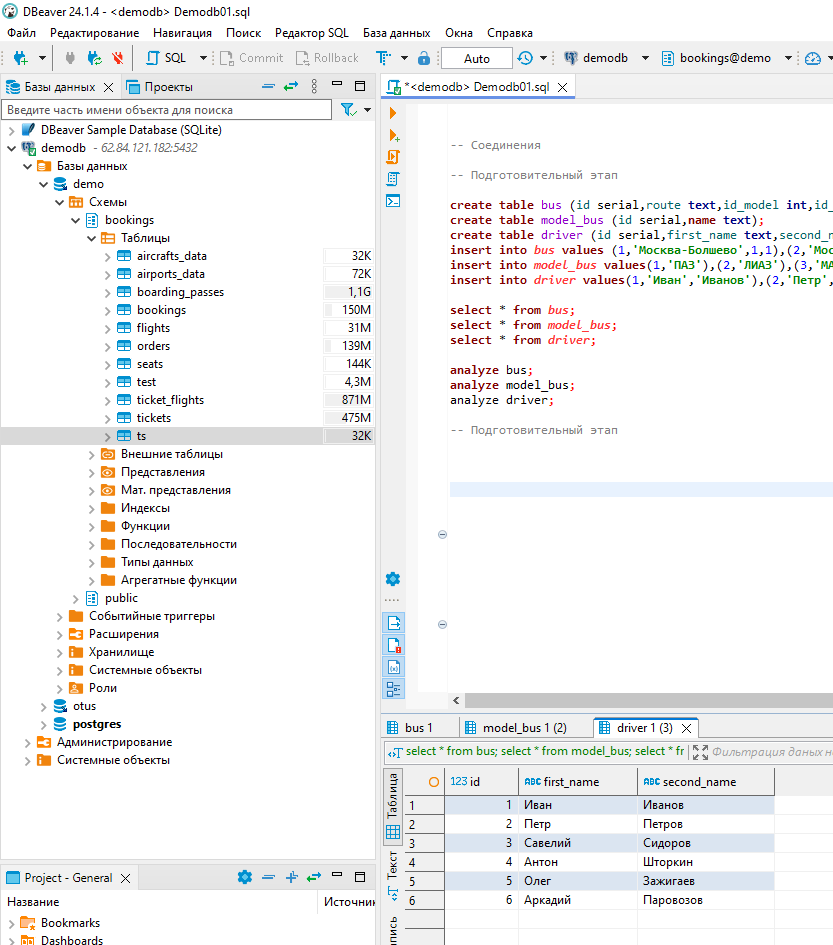 DBeaver 24.1.4 - <demodb> Demodb01.sql
Файл Редактирование Навигация Поиск Редактор SQL База данных Окна Справка
SQL Commit Rollback T Auto demodb bookings@demo
Базы данных Проекты
*<demodb> Demodb01.sql
Введите часть имени объекта для поиска
DBeaver Sample Database (SQLite)
demodb - 62.84.121.182:5432
Базы данных
demo
Схемы
bookings
Таблицы
aircrafts_data 32K
airports_data 72K
boarding_passes 1,1G
bookings 150M
flights 31M
orders 139M
seats 144K
test 4,3M
ticket_flights 871M
tickets 475M
ts 32K
Внешние таблицы
Представления
Мат. представления
Индексы
Функции
Последовательности
Типы данных
Агрегатные функции
public
Событийные триггеры
Расширения
Хранилище
Системные объекты
Роли
otus
postgres
Администрирование
Системные объекты
-- Соединения
-- Подготовительный этап
create table bus (id serial,route text,id_model int,id_
create table model_bus (id serial,name text);
create table driver (id serial,first_name text,second_n
insert into bus values (1,'Москва-Болшево',1,1),(2,'Мос
insert into model_bus values(1,'ПАЗ'),(2,'ЛИАЗ'),(3,'МА
insert into driver values(1,'Иван','Иванов'),(2,'Петр',
select * from bus;
select * from model_bus;
select * from driver;
analyze bus;
analyze model_bus;
analyze driver;
-- Подготовительный этап
bus 1 model_bus 1 (2) driver 1 (3)
select * from bus; select * from model_bus; select * fr Фильтрация даных н
Таблица
Текст
апись
123 id ABC first_name ABC second_name
1 1 Иван Иванов
2 2 Петр Петров
3 3 Савелий Сидоров
4 4 Антон Шторкин
5 5 Олег Зажигаев
6 6 Аркадий Паровозов
Project - General
Название Источник
Bookmarks
Dashboards